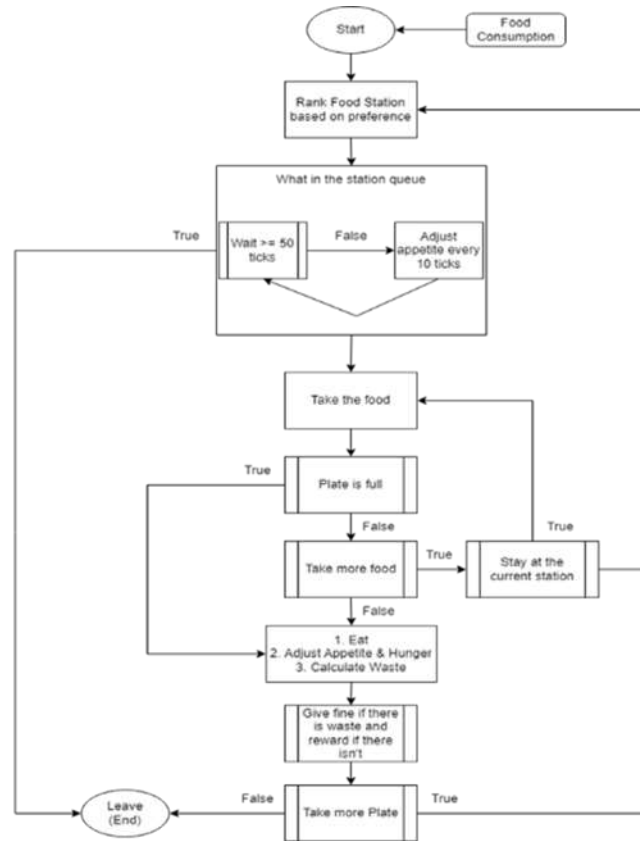 Start
Food
Consumption
Rank Food Station
based on preference
What in the station queue
True
Wait >= 50
ticks
False
Adjust
appetite every
10 ticks
Take the food
True
Plate is full
False
True
Take more food
True
Stay at the
current station
False
1. Eat
2. Adjust Appetite & Hunger
3. Calculate Waste
Give fine if there
is waste and
reward if there
isn't
Leave
(End)
False
Take more Plate
True